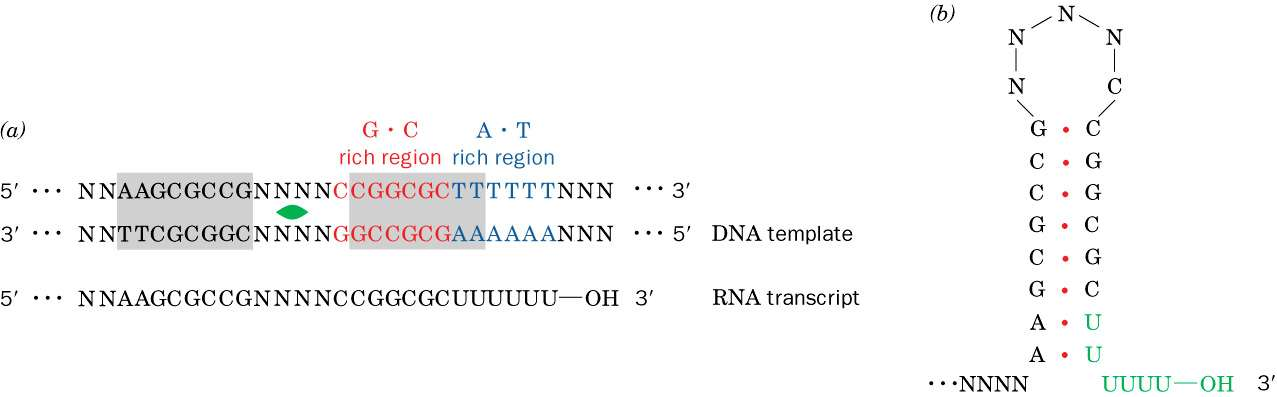 (a)
G · C A · T
rich region rich region
5′ ··· NNAAGCGCCGNNNNCCGGCGCTTTTTTNNN ··· 3′
3′ ··· NNTTCGCGGCNNNNGGCCGCGAAAAAANNN ··· 5′ DNA template
5′ ··· NNAAGCGCCGNNNNCCGGCGCUUUUUU—OH 3′ RNA transcript
(b)
N
N N
N C
G • C
C • G
C • G
G • C
C • G
G • C
A • U
A • U
···NNNN UUUU—OH 3′